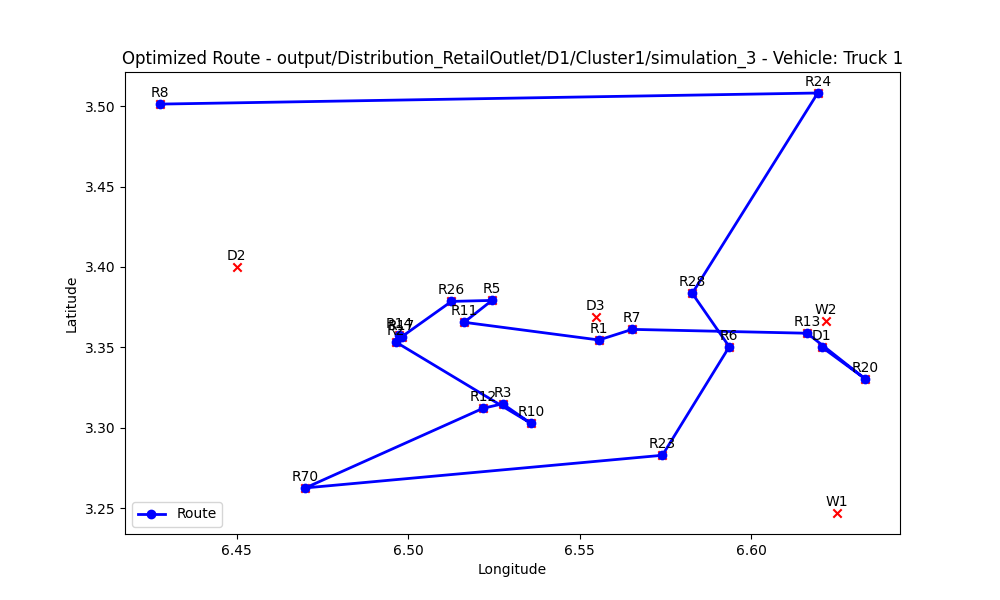 Optimized Route - output/Distribution_RetailOutlet/D1/Cluster1/simulation_3 - Vehicle: Truck 1
R8
R24
3.50
3.45
D2
3.40
R28
R26
R5
D3
W2
R11
R1
R7
R13
R17
D1
R6
3.35
R20
R12
R3
R10
3.30
R23
R70
W1
3.25
Route
6.45
6.50
6.55
6.60
Longitude
Latitude